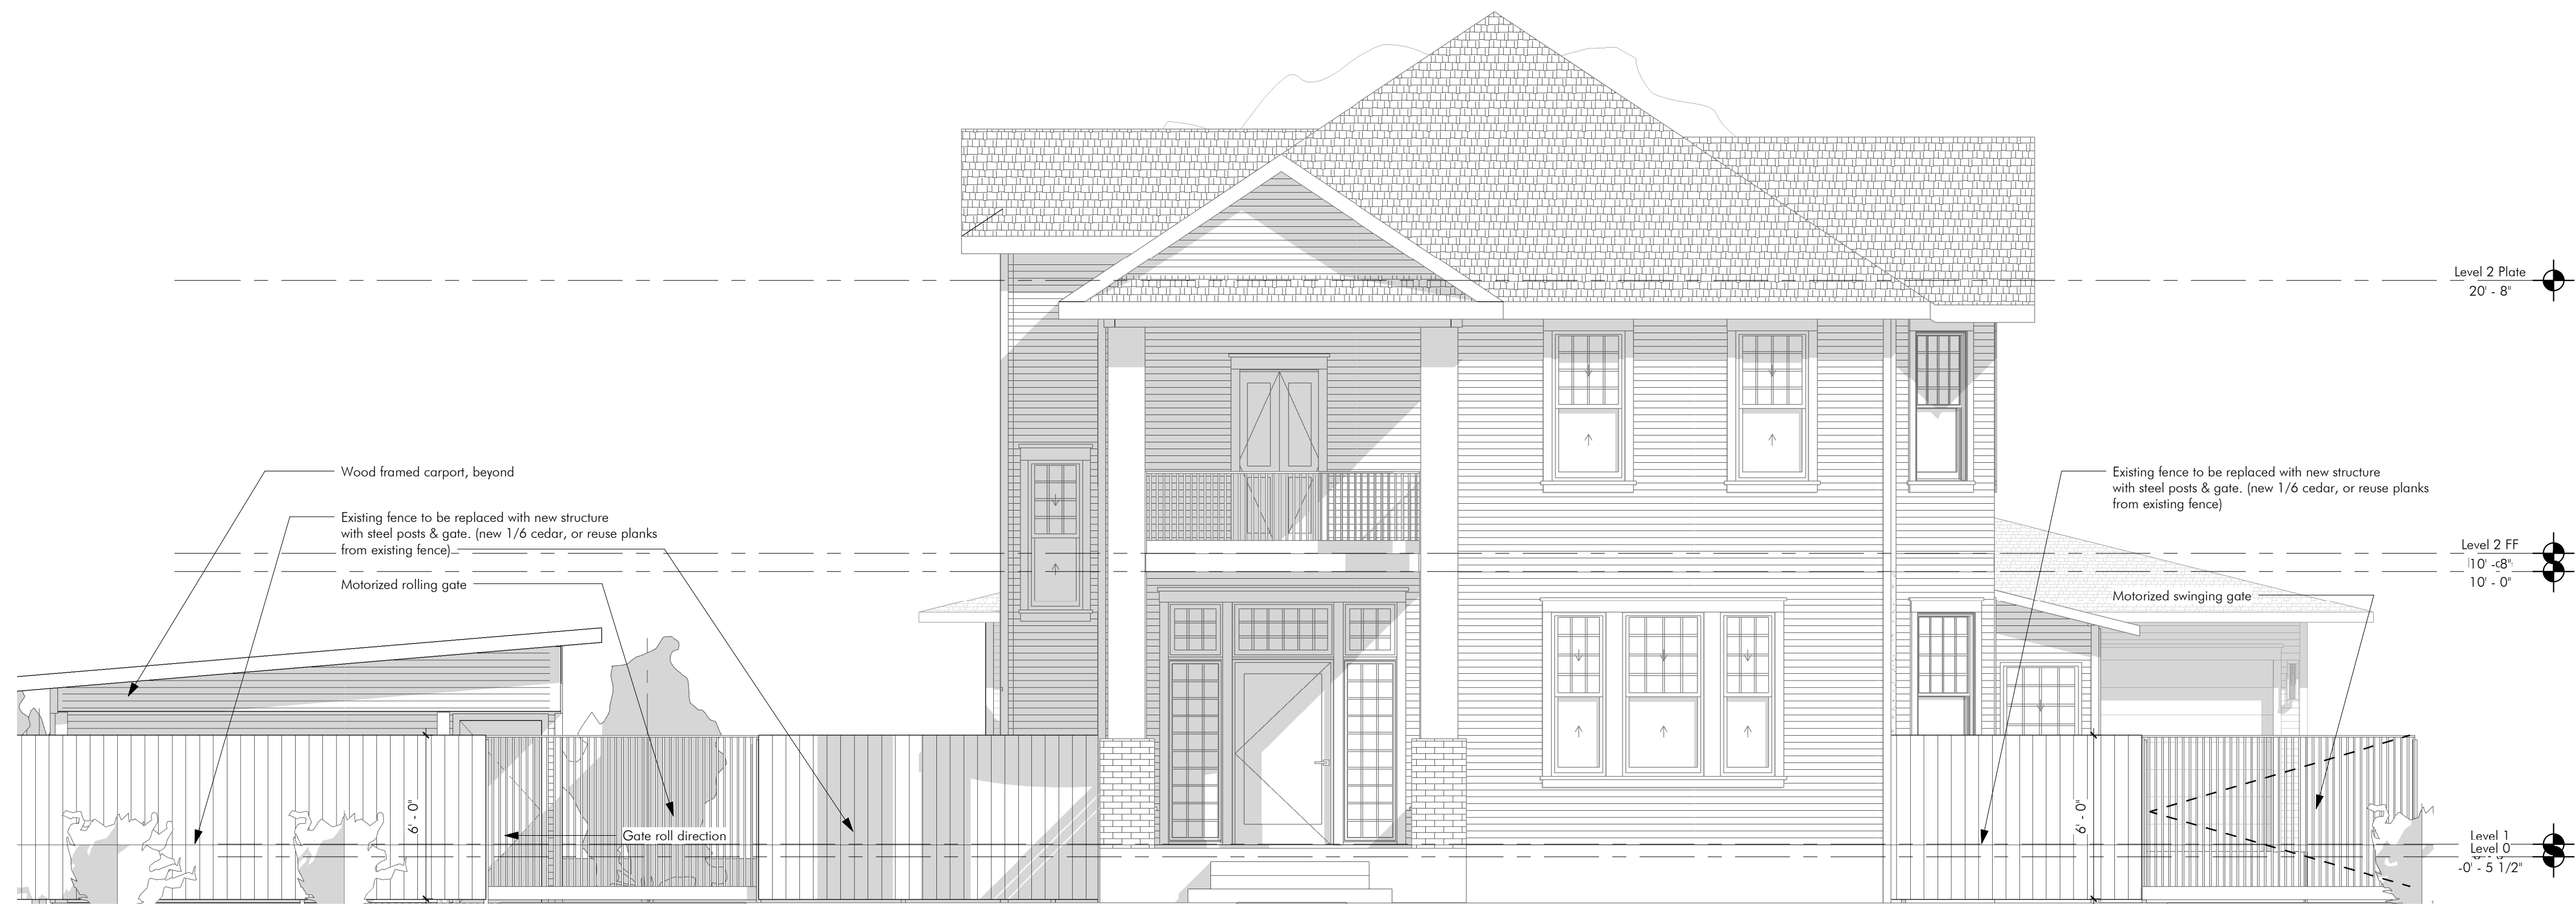 Level 2 Plate
20' - 8"
Wood framed carport, beyond
Existing fence to be replaced with new structure
with steel posts & gate. (new 1/6 cedar, or reuse planks
from existing fence)
Motorized rolling gate
Gate roll direction
6' - 0"
Existing fence to be replaced with new structure
with steel posts & gate. (new 1/6 cedar, or reuse planks
from existing fence)
Motorized swinging gate
6' - 0"
Level 2 FF
10' - 8"
10' - 0"
Level 1
Level 0
-0' - 5 1/2"